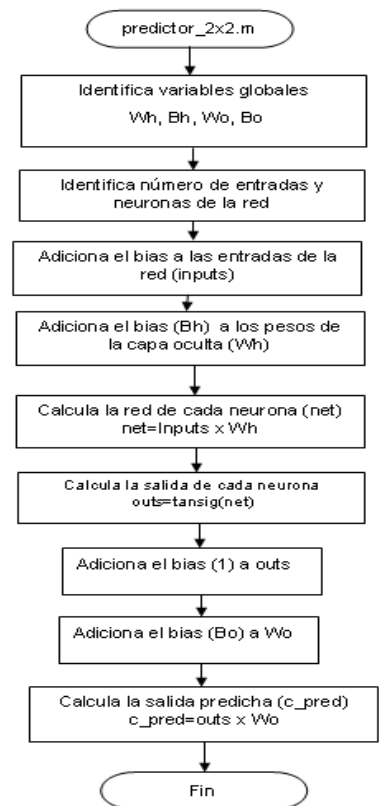 predictor_2x2.m
Identifica variables globales
Wh, Bh, Wo, Bo
Identifica número de entradas y
neuronas de la red
Adiciona el bias a las entradas de la
red (inputs)
Adiciona el bias (Bh) a los pesos de
la capa oculta (Wh)
Calcula la red de cada neurona (net)
net=Inputs x Wh
Calcula la salida de cada neurona
outs=tansig(net)
Adiciona el bias (1) a outs
Adiciona el bias (Bo) a Wo
Calcula la salida predicha (c_pred)
c_pred=outs x Wo
Fin